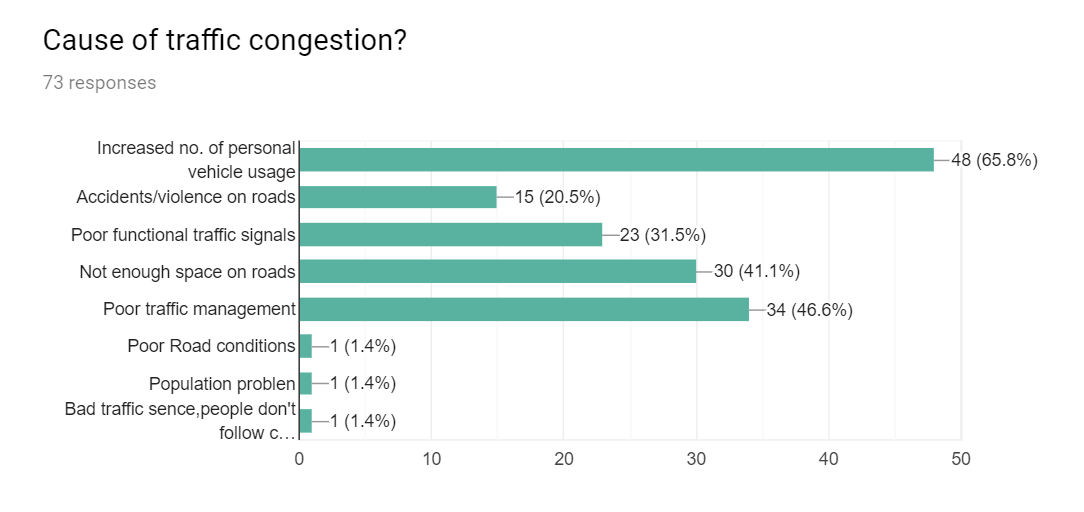 Cause of traffic congestion?
73 responses
Increased no. of personal
vehicle usage
48 (65.8%)
Accidents/violence on roads
15 (20.5%)
Poor functional traffic signals
23 (31.5%)
Not enough space on roads
30 (41.1%)
Poor traffic management
34 (46.6%)
Poor Road conditions
1 (1.4%)
Population problen
1 (1.4%)
Bad traffic sence,people don't
follow c…
1 (1.4%)
0 10 20 30 40 50